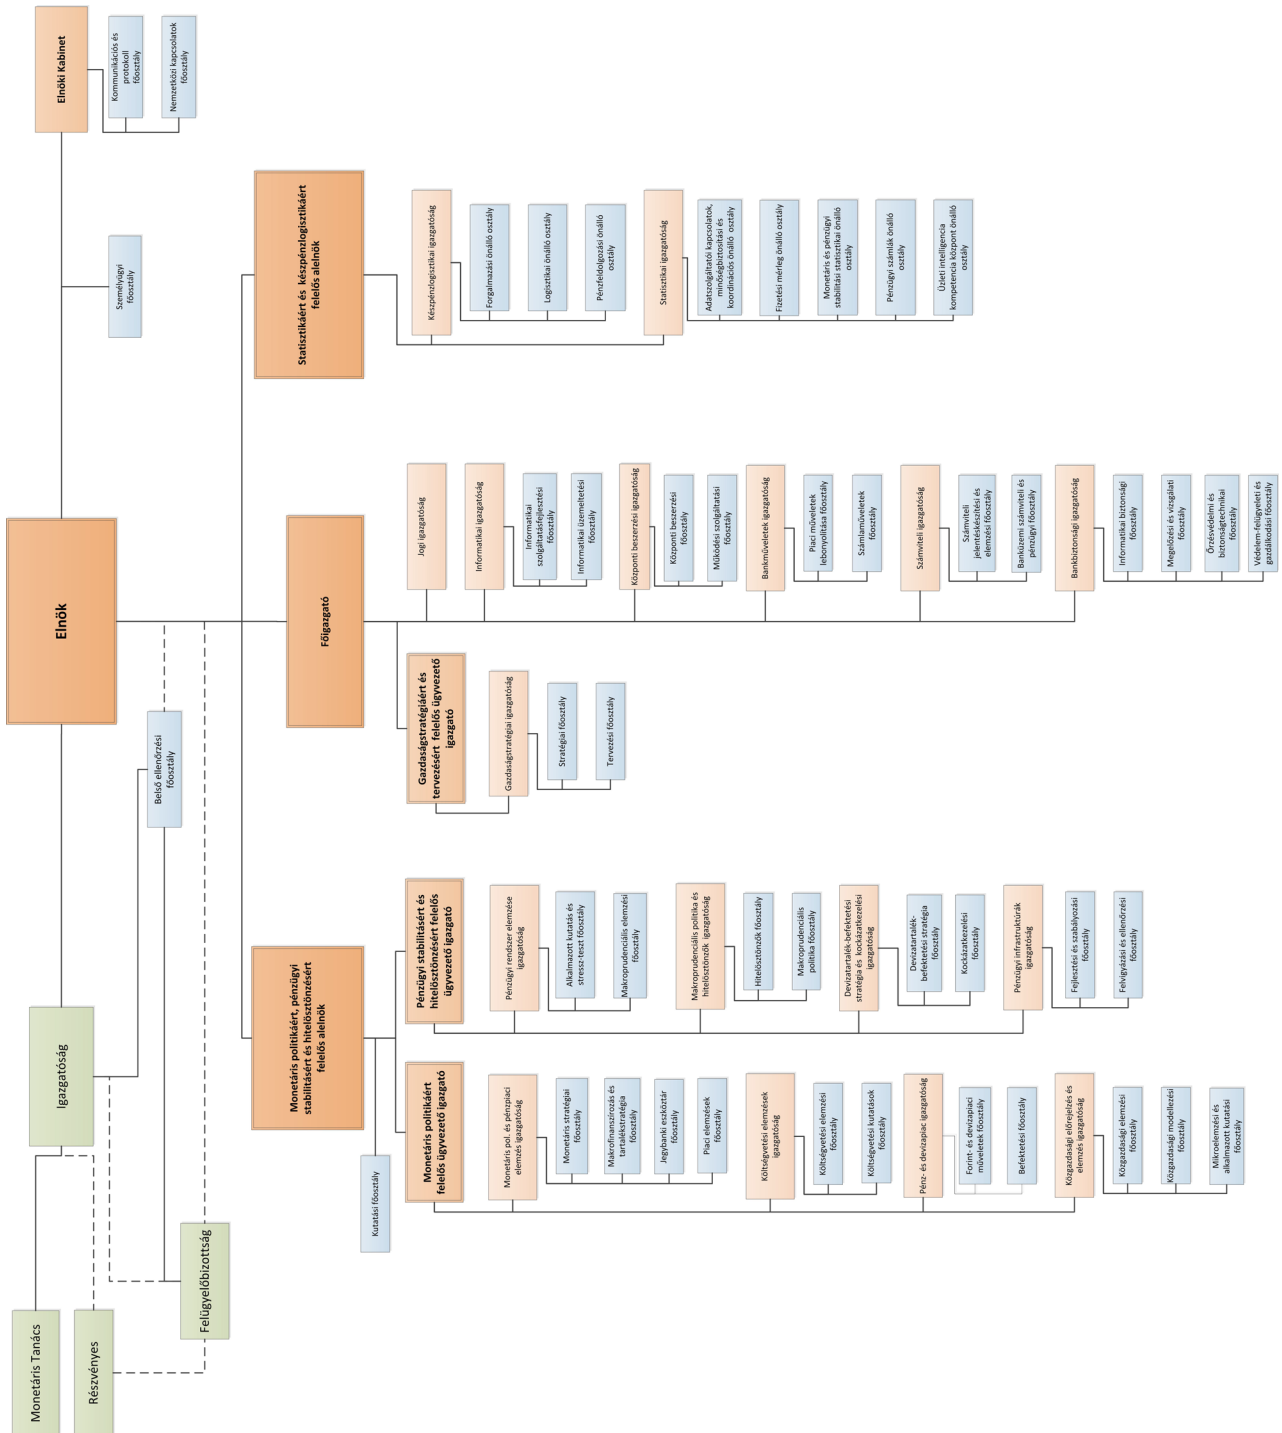 Monetáris Tanács
Részvényes
Igazgatóság
Felügyelőbizottság
Elnök
Belső ellenőrzési
főosztály
Személyügyi
főosztály
Elnöki Kabinet
Kommunikációs és
protokoll
főosztály
Nemzetközi kapcsolatok
főosztály
Monetáris politikáért, pénzügyi
stabilitásért és hitelösztönzésért
felelős alelnök
Kutatási főosztály
Monetáris politikáért
felelős ügyvezető igazgató
Monetáris pol. és pénzpiaci
elemzés igazgatóság
Monetáris stratégiai
főosztály
Makrofinanszírozás és
tartalékstratégia
főosztály
Jegybanki eszköztár
főosztály
Piaci elemzések
főosztály
Költségvetési elemzések
igazgatóság
Költségvetési elemzési
főosztály
Költségvetési kutatások
főosztály
Pénz- és devizapiac igazgatóság
Forint- és devizapiaci
műveletek főosztály
Befektetési főosztály
Közgazdasági előrejelzés és
elemzés igazgatóság
Közgazdasági elemzési
főosztály
Közgazdasági modellezési
főosztály
Mikroelemzési és
alkalmazott kutatási
főosztály
Pénzügyi stabilitásért és
hitelösztönzésért felelős
ügyvezető igazgató
Pénzügyi rendszer elemzése
igazgatóság
Alkalmazott kutatás és
stressz-teszt főosztály
Makroprudenciális elemzési
főosztály
Makroprudenciális politika és
hitelösztönzők igazgatóság
Hitelösztönzők főosztály
Makroprudenciális
politika főosztály
Devizatartalék-befektetési
stratégia és kockázatkezelési
igazgatóság
Devizatartalék-
befektetési stratégia
főosztály
Kockázatkezelési
főosztály
Pénzügyi infrastruktúrák
igazgatóság
Fejlesztési és szabályozási
főosztály
Felvigyázási és ellenőrzési
főosztály
Főigazgató
Gazdaságstratégiáért és
tervezésért felelős ügyvezető
igazgató
Gazdaságstratégiai igazgatóság
Stratégiai főosztály
Tervezési főosztály
Jogi igazgatóság
Informatikai igazgatóság
Informatikai
szolgáltatásfejlesztési
főosztály
Informatikai üzemeltetési
főosztály
Központi beszerzési igazgatóság
Központi beszerzési
főosztály
Működési szolgáltatási
főosztály
Bankműveletek igazgatóság
Piaci műveletek
lebonyolítása főosztály
Számlaműveletek
főosztály
Számviteli igazgatóság
Számviteli
jelentéskészítési és
elemzési főosztály
Banküzemi számviteli és
pénzügyi főosztály
Bankbiztonsági igazgatóság
Informatikai biztonsági
főosztály
Megelőzési és vizsgálati
főosztály
Őrzésvédelmi és
biztonságtechnikai
főosztály
Védelem-felügyeleti és
gazdálkodási főosztály
Statisztikáért és készpénzlogisztikáért
felelős alelnök
Készpénzlogisztikai igazgatóság
Forgalmazási önálló osztály
Logisztikai önálló osztály
Pénzfeldolgozási önálló
osztály
Statisztikai igazgatóság
Adatszolgáltatói kapcsolatok,
minőségbiztosítási és
koordinációs önálló osztály
Fizetési mérleg önálló osztály
Monetáris és pénzügyi
stabilitási statisztikai önálló
osztály
Pénzügyi számlák önálló
osztály
Üzleti intelligencia
kompetencia központ önálló
osztály